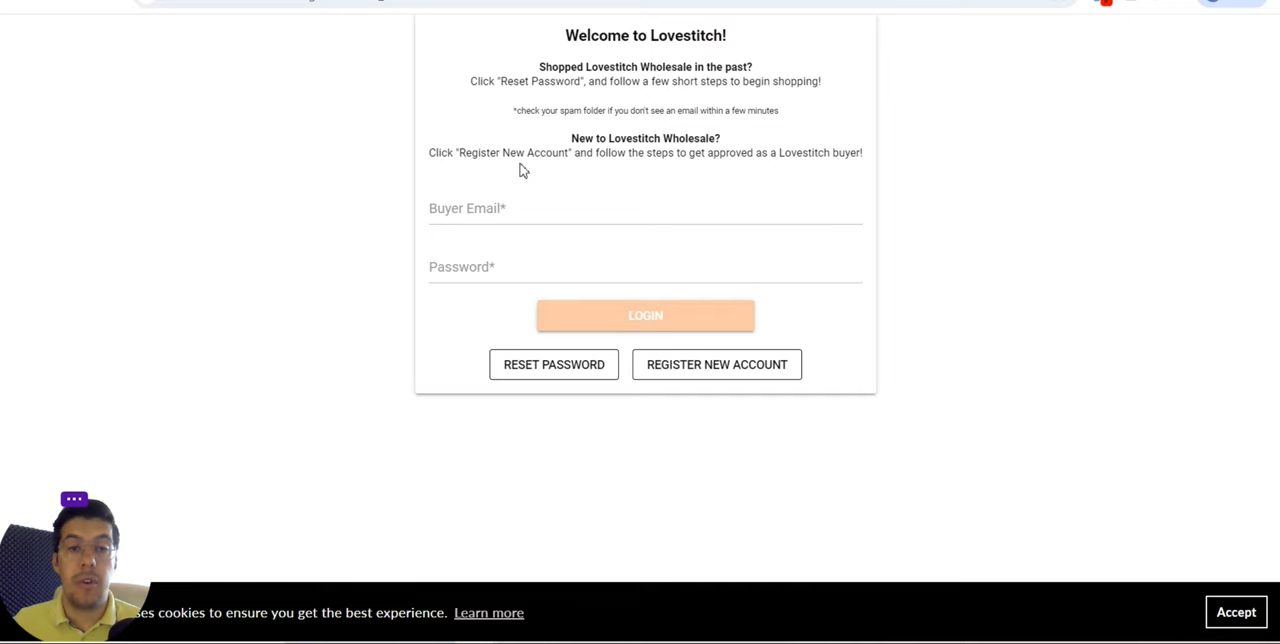 Welcome to Lovestitch!
Shopped Lovestitch Wholesale in the past?
Click "Reset Password", and follow a few short steps to begin shopping!
*check your spam folder if you don't see an email within a few minutes
New to Lovestitch Wholesale?
Click "Register New Account" and follow the steps to get approved as a Lovestitch buyer!
Buyer Email*
Password*
LOGIN
RESET PASSWORD
REGISTER NEW ACCOUNT
cookies to ensure you get the best experience. Learn more
Accept